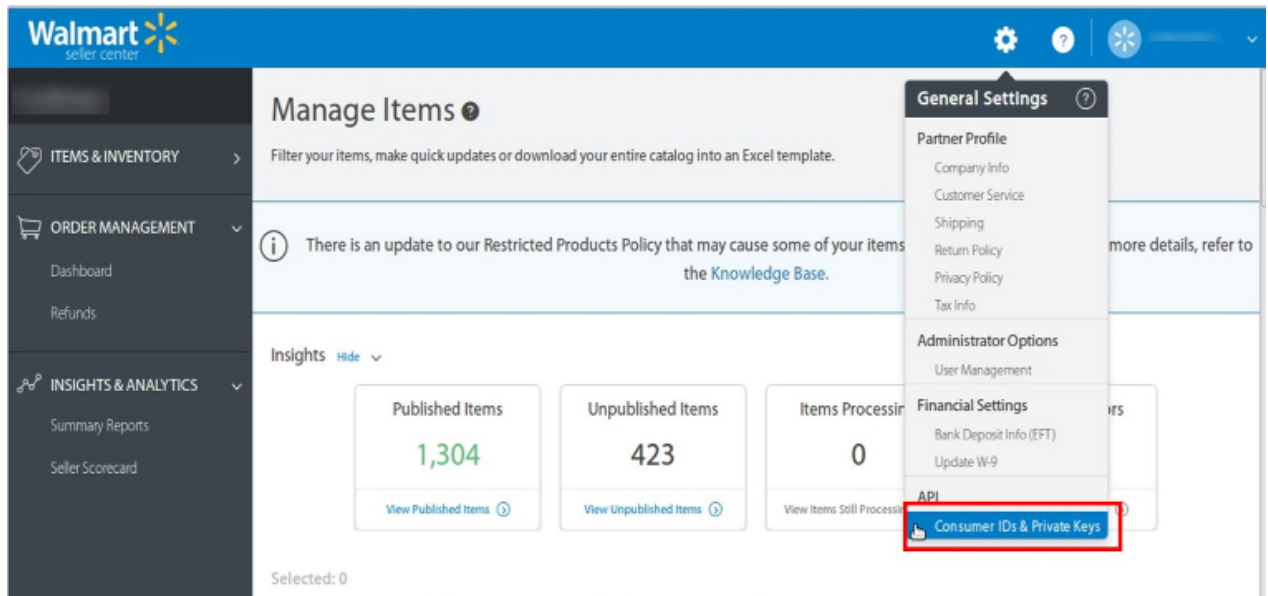 Walmart
seller center
ITEMS & INVENTORY
ORDER MANAGEMENT
Dashboard
Refunds
INSIGHTS & ANALYTICS
Summary Reports
Seller Scorecard
Manage Items
Filter your items, make quick updates or download your entire catalog into an Excel template.
There is an update to our Restricted Products Policy that may cause some of your items more details, refer to
the Knowledge Base.
Insights Hide
Published Items
1,304
View Published Items
Unpublished Items
423
View Unpublished Items
Items Processin
0
View Items Still Processin
Selected: 0
General Settings
Partner Profile
Company Info
Customer Service
Shipping
Return Policy
Privacy Policy
Tax Info
Administrator Options
User Management
Financial Settings
Bank Deposit Info (EFT)
Update W-9
API
Consumer IDs & Private Keys